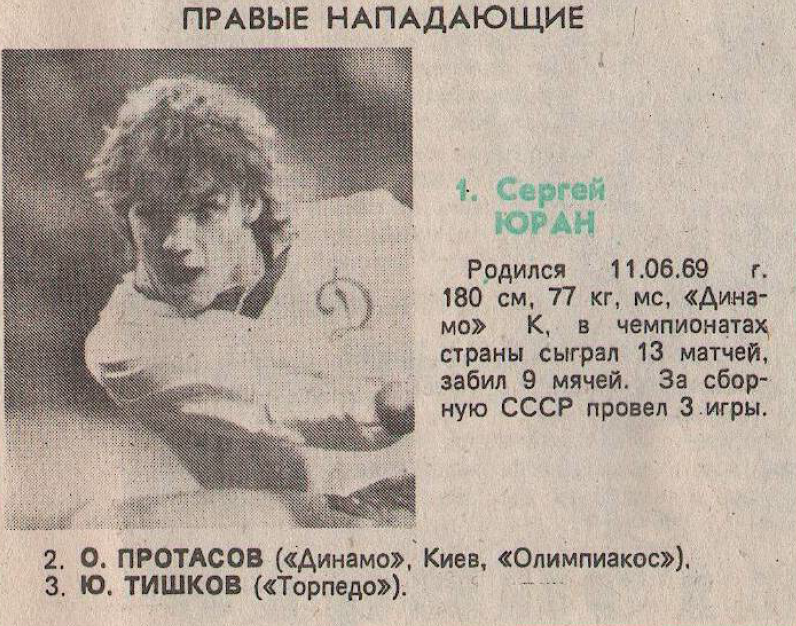 ПРАВЫЕ НАПАДАЮЩИЕ
1. Сергей
ЮРАН
Родился 11.06.69 г.
180 см, 77 кг, мс, «Дина-
мо» К, в чемпионатах
страны сыграл 13 матчей,
забил 9 мячей. За сбор-
ную СССР провел 3 игры.
Д
2. О. ПРОТАСОВ («Динамо», Киев, «Олимпиакос»).
3. Ю. ТИШКОВ («Торпедо»).